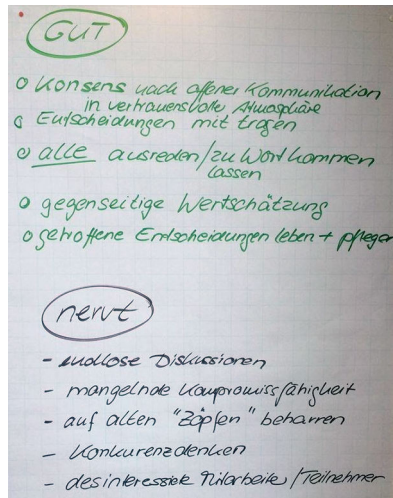 GUT
o Konsens nach offener Kommunikation
in vertrauensvolle Atmosphäre
o Entscheidungen mit tragen
o alle ausreden/zu Wort kommen
lassen
o gegenseitige Wertschätzung
o getroffene Entscheidungen leben + pflegen
nervt
- endlose Diskussionen
- mangelnde Kompromissfähigkeit
- auf alten "Zöpfen" beharren
- Konkurenzdenken
- desinteressierte Mitarbeiter/Teilnehmer